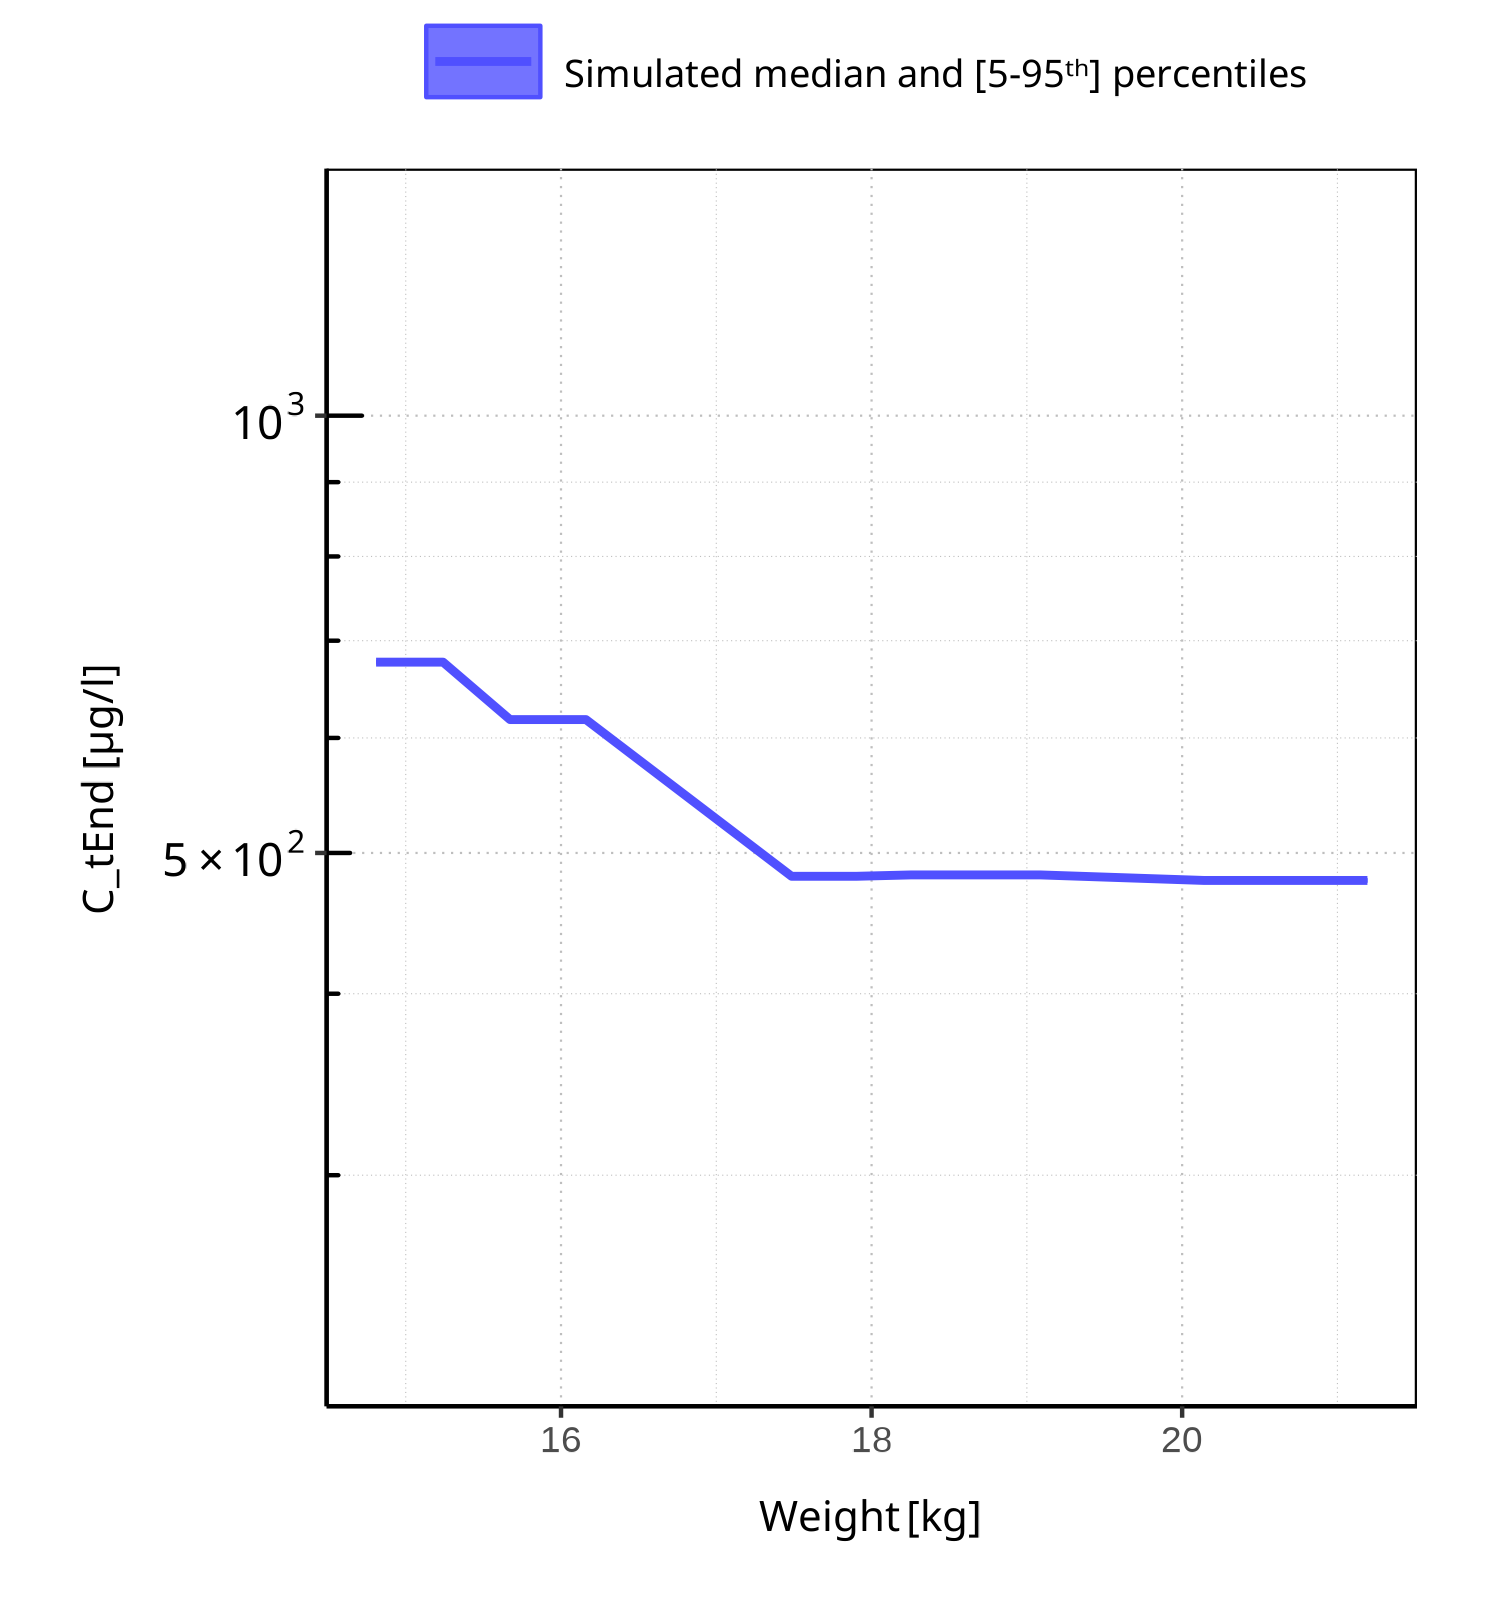 Simulated median and [5-95ᵗʰ] percentiles
10³
5 × 10²
C_tEnd [µg/l]
16 18 20
Weight [kg]